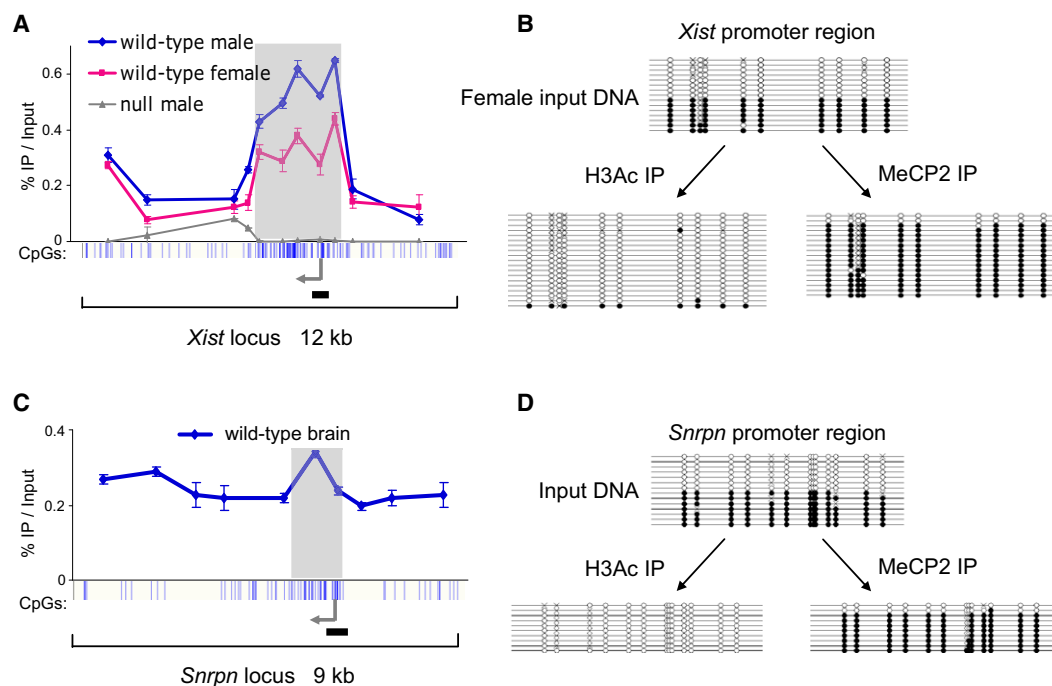 A
wild-type male
wild-type female
null male
% IP / Input
0.6
0.4
0.2
0
CpGs:
Xist locus 12 kb
B
Xist promoter region
Female input DNA
H3Ac IP
MeCP2 IP
C
wild-type brain
% IP / Input
0.4
0.2
0
CpGs:
Snrpn locus 9 kb
D
Snrpn promoter region
Input DNA
H3Ac IP
MeCP2 IP